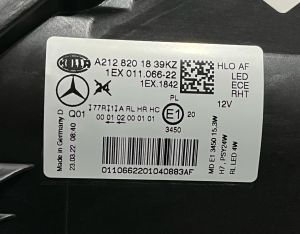 HELLA
A212 820 18 39KZ
1EX 011.066-22
1EX.1842
HLO AF
LED
ECE
RHT
12V
Q01
I77RI1IA RL HR HC
PL
00 01 02 00 01 01
E1
20
3450
Made in Germany D
23.03.22 08:40
0110662201040883AF
MD E1 3450 15,3W
H7, PSY24W
RL LED 4W